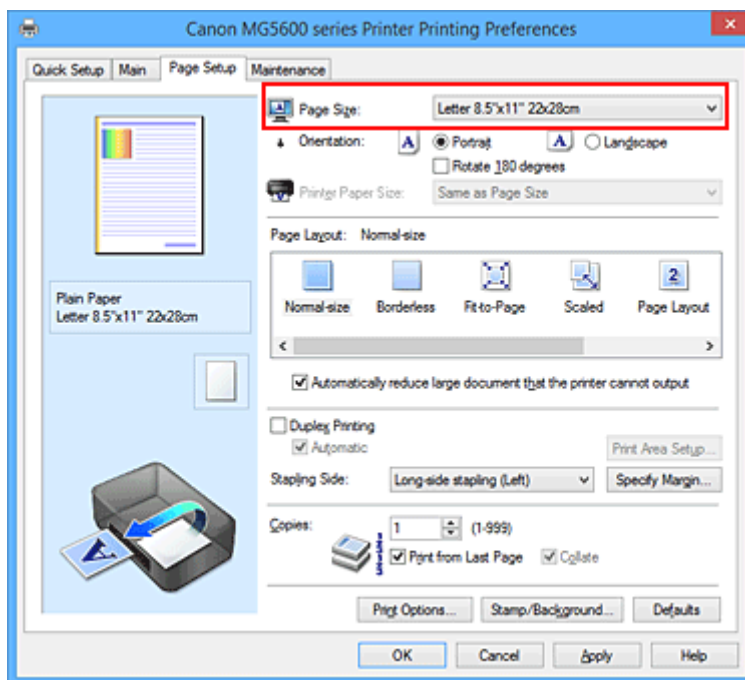 Canon MG5600 series Printer Printing Preferences
Quick Setup Main Page Setup Maintenance
Page Size: Letter 8.5"x11" 22x28cm
Orientation: A Portrait A Landscape
Rotate 180 degrees
Printer Paper Size: Same as Page Size
Page Layout: Normal-size
2
Normal-size Borderless Fit-to-Page Scaled Page Layout
Plain Paper
Letter 8.5"x11" 22x28cm
Automatically reduce large document that the printer cannot output
Duplex Printing
Automatic Print Area Setup...
Stapling Side: Long-side stapling (Left) Specify Margin...
Copies: 1 (1-999)
Print from Last Page Collate
A
Print Options... Stamp/Background... Defaults
OK Cancel Apply Help